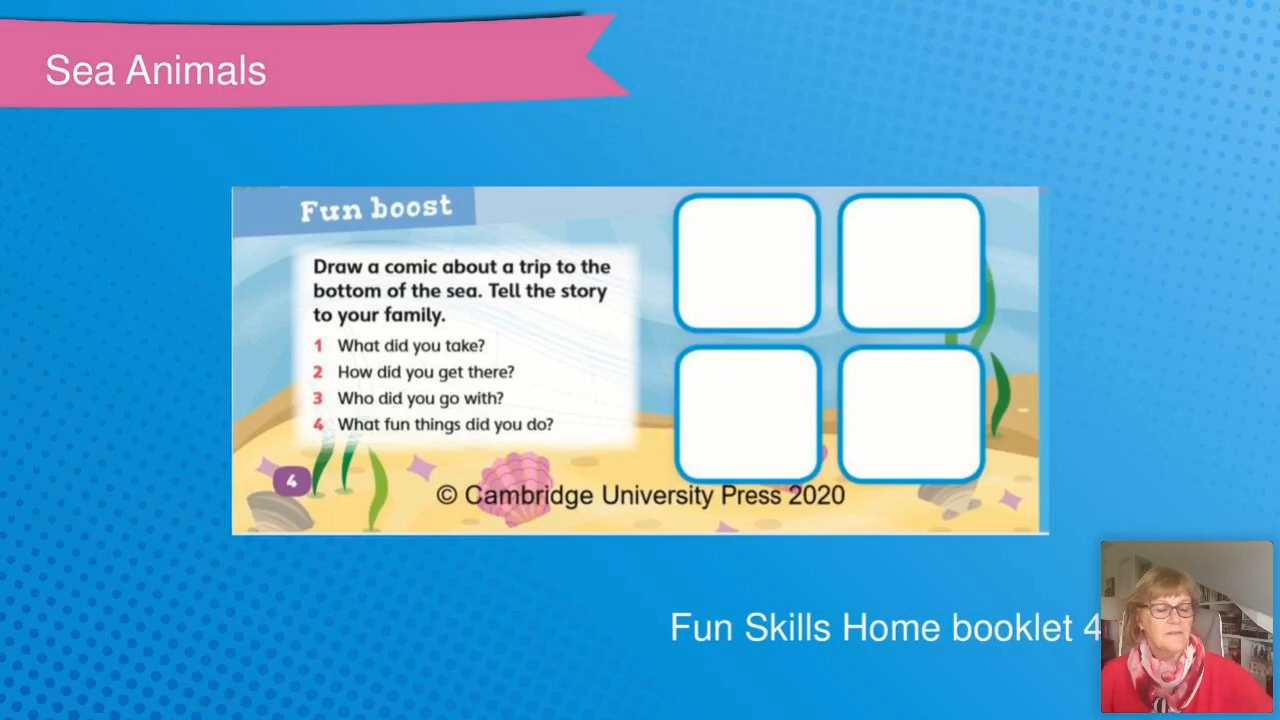 Sea Animals
Fun boost
Draw a comic about a trip to the
bottom of the sea. Tell the story
to your family.
1 What did you take?
2 How did you get there?
3 Who did you go with?
4 What fun things did you do?
4
© Cambridge University Press 2020
Fun Skills Home booklet 4